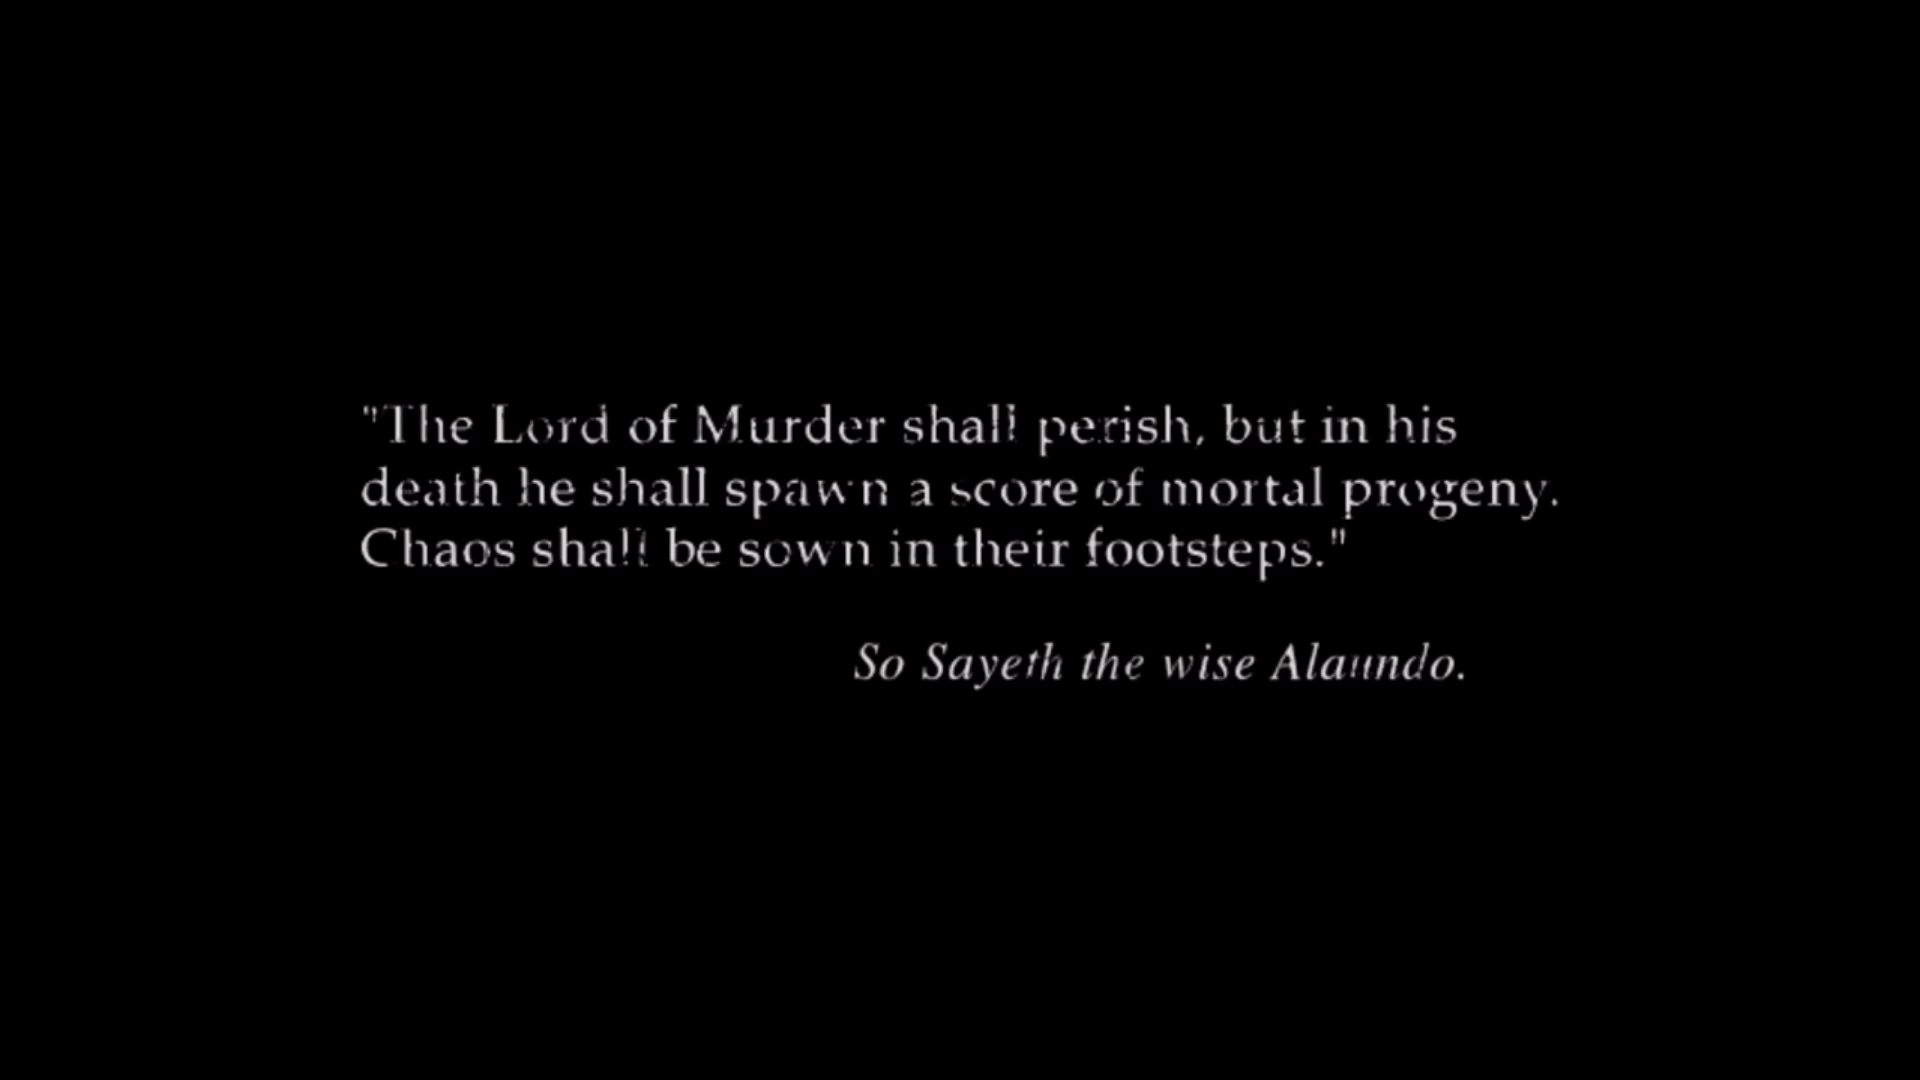 "The Lord of Murder shall perish, but in his
death he shall spawn a score of mortal progeny.
Chaos shall be sown in their footsteps."
So Sayeth the wise Alaundo.